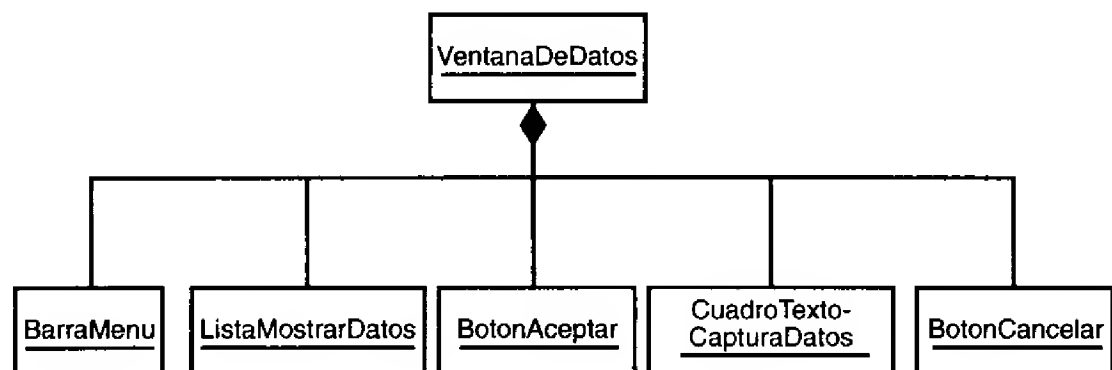 VentanaDeDatos
BarraMenu
ListaMostrarDatos
BotonAceptar
CuadroTexto-
CapturaDatos
BotonCancelar